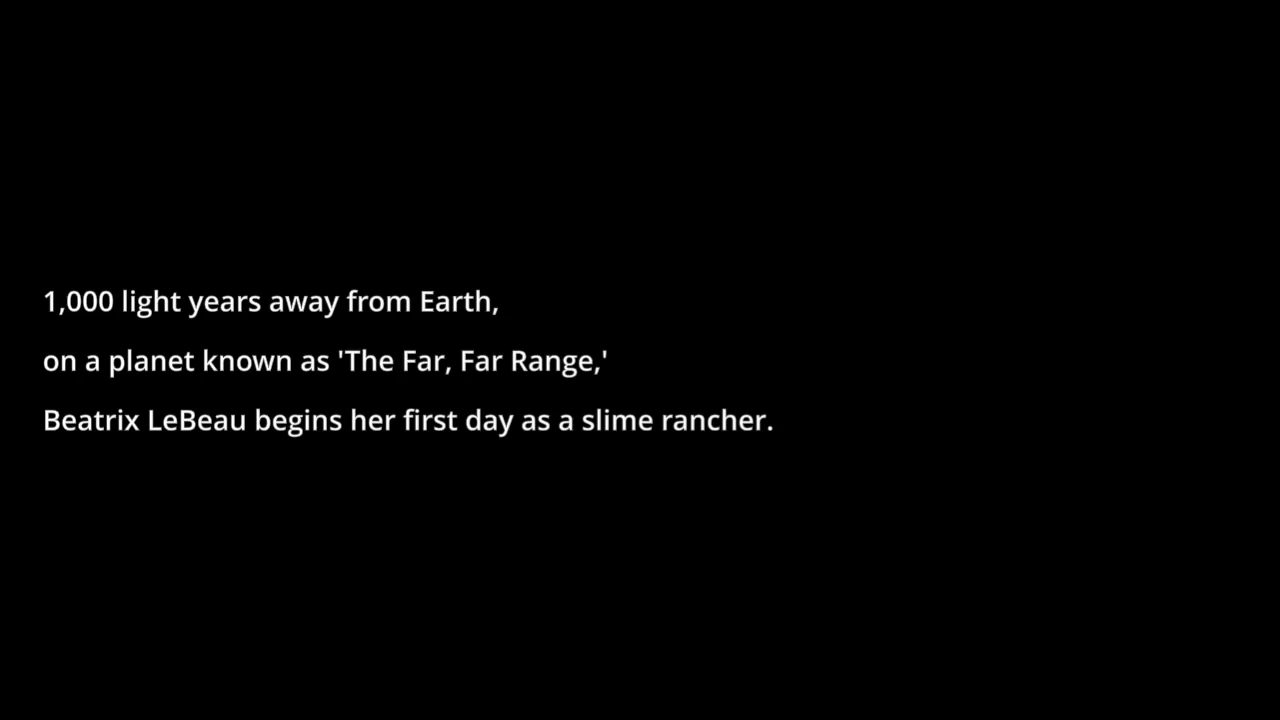 1,000 light years away from Earth,
on a planet known as 'The Far, Far Range,'
Beatrix LeBeau begins her first day as a slime rancher.